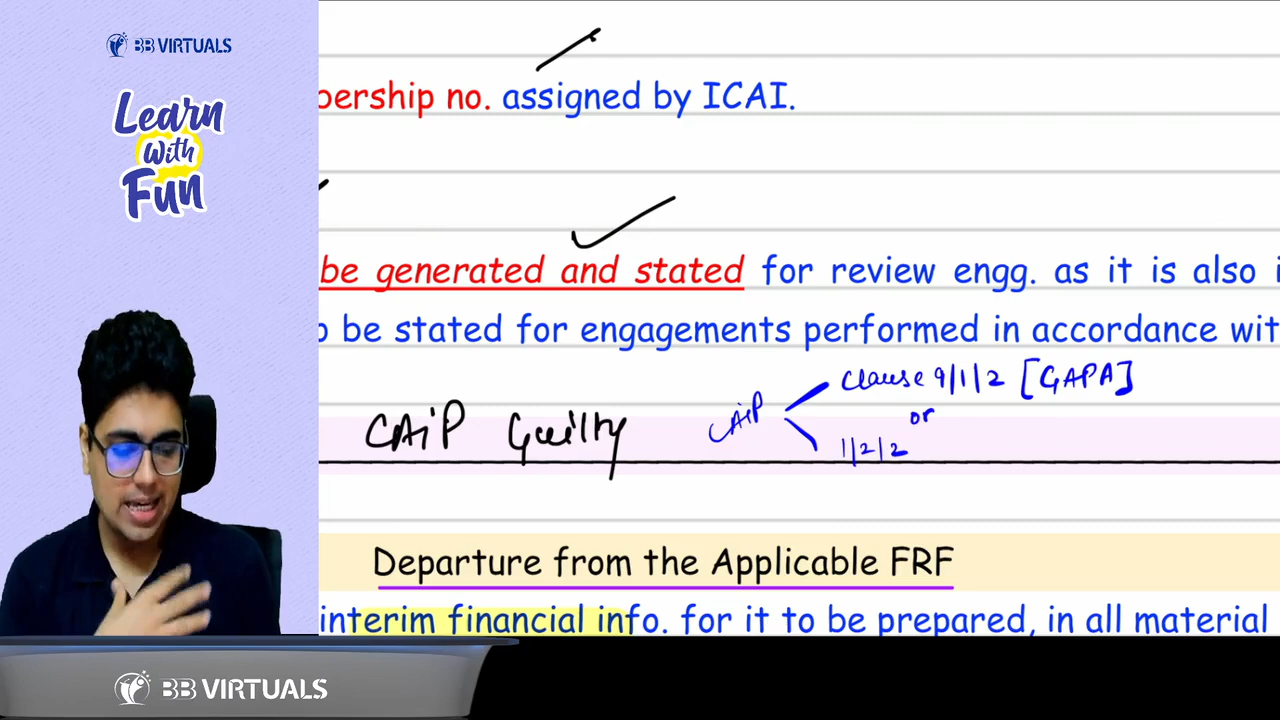 BB VIRTUALS
Learn
With
Fun
bership no. assigned by ICAI.
be generated and stated for review engg. as it is also i
o be stated for engagements performed in accordance wit
CAiP Guilty
CAiP
Clause 9/1/2 [GAPA]
or
1/2/2
Departure from the Applicable FRF
interim financial info. for it to be prepared, in all material
BB VIRTUALS